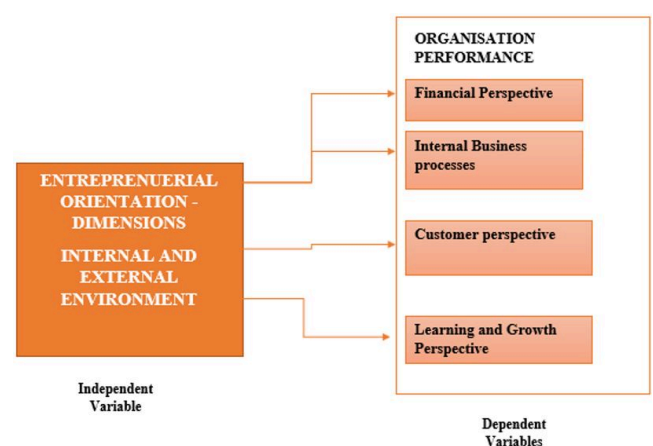 ENTREPRENUERIAL
ORIENTATION -
DIMENSIONS
INTERNAL AND
EXTERNAL
ENVIRONMENT
Independent
Variable
ORGANISATION
PERFORMANCE
Financial Perspective
Internal Business
processes
Customer perspective
Learning and Growth
Perspective
Dependent
Variables